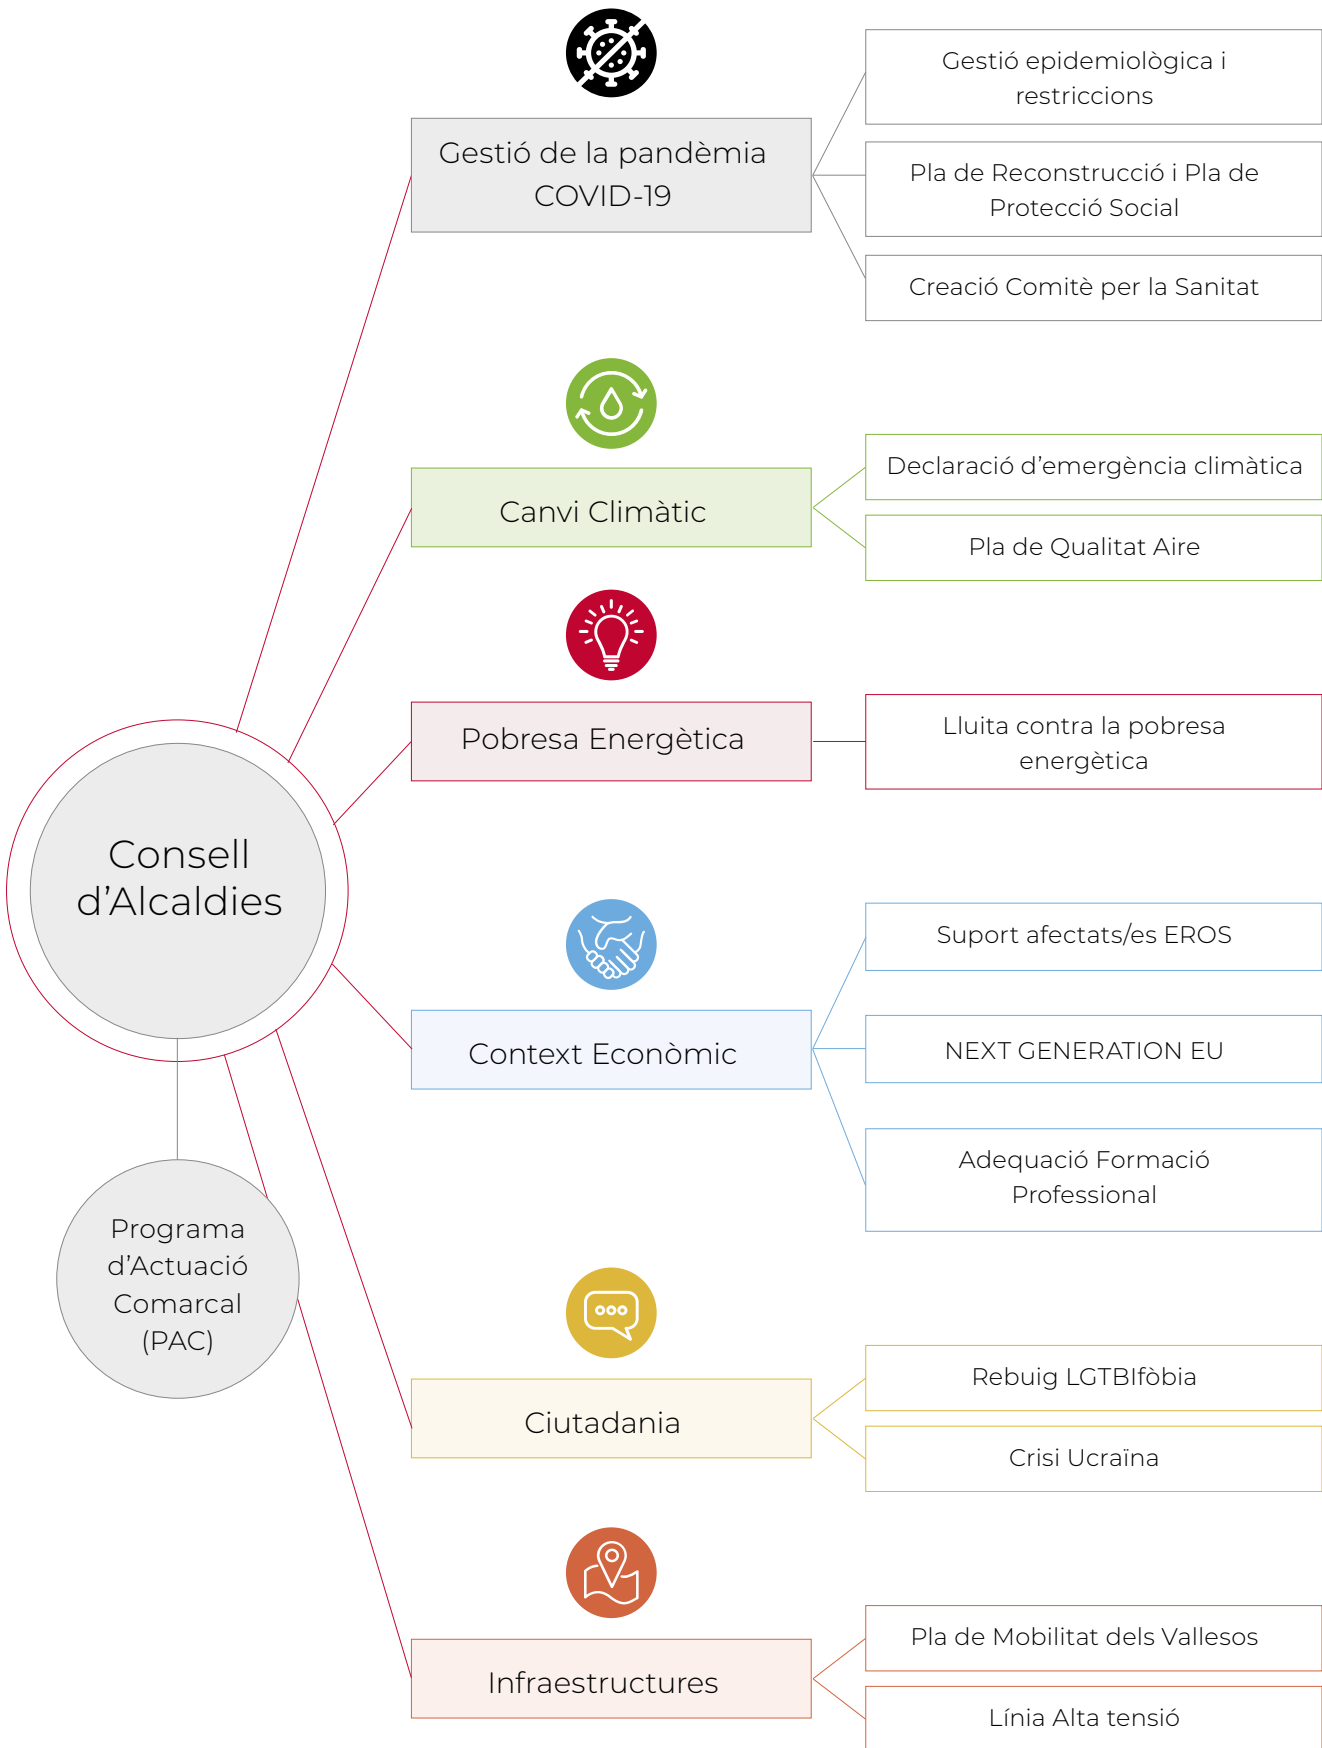 Gestió de la pandèmia
COVID-19
Gestió epidemiològica i
restriccions
Pla de Reconstrucció i Pla de
Protecció Social
Creació Comitè per la Sanitat
Canvi Climàtic
Declaració d’emergència climàtica
Pla de Qualitat Aire
Pobresa Energètica
Lluita contra la pobresa
energètica
Consell
d’Alcaldies
Context Econòmic
Suport afectats/es EROS
NEXT GENERATION EU
Adequació Formació
Professional
Programa
d’Actuació
Comarcal
(PAC)
Ciutadania
Rebuig LGTBIfòbia
Crisi Ucraïna
Infraestructures
Pla de Mobilitat dels Vallesos
Línia Alta tensió